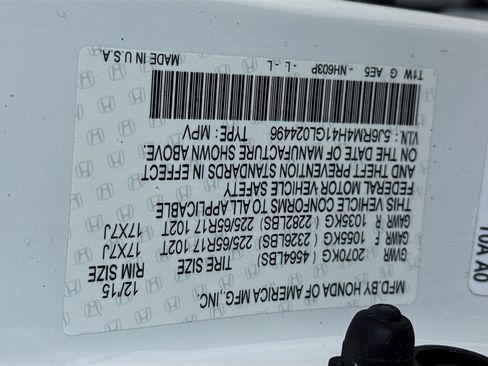 MFD.BY HONDA OF AMERICA MFG.,INC. 12/15
GVWR 2070KG ( 4564LBS) TIRE SIZE RIM SIZE
GAWR F 1055KG ( 2326LBS) 225/65R17 102T 17X7J
GAWR R 1035KG ( 2282LBS) 225/65R17 102T 17X7J
THIS VEHICLE CONFORMS TO ALL APPLICABLE
FEDERAL MOTOR VEHICLE SAFETY
AND THEFT PREVENTION STANDARDS IN EFFECT
ON THE DATE OF MANUFACTURE SHOWN ABOVE.
VIN: 5J6RM4H41GL024496 TYPE: MPV
T1W G AE5 - NH603P - L - L MADE IN U.S.A
10A A0